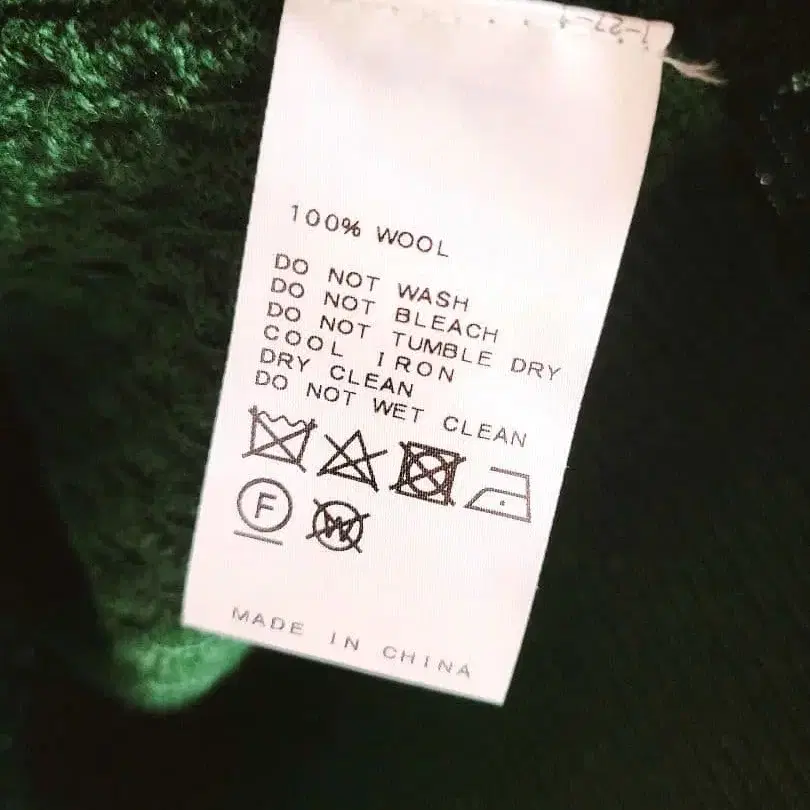 100% WOOL
DO NOT WASH
DO NOT BLEACH
DO NOT TUMBLE DRY
COOL IRON
DRY CLEAN
DO NOT WET CLEAN
F W
MADE IN CHINA